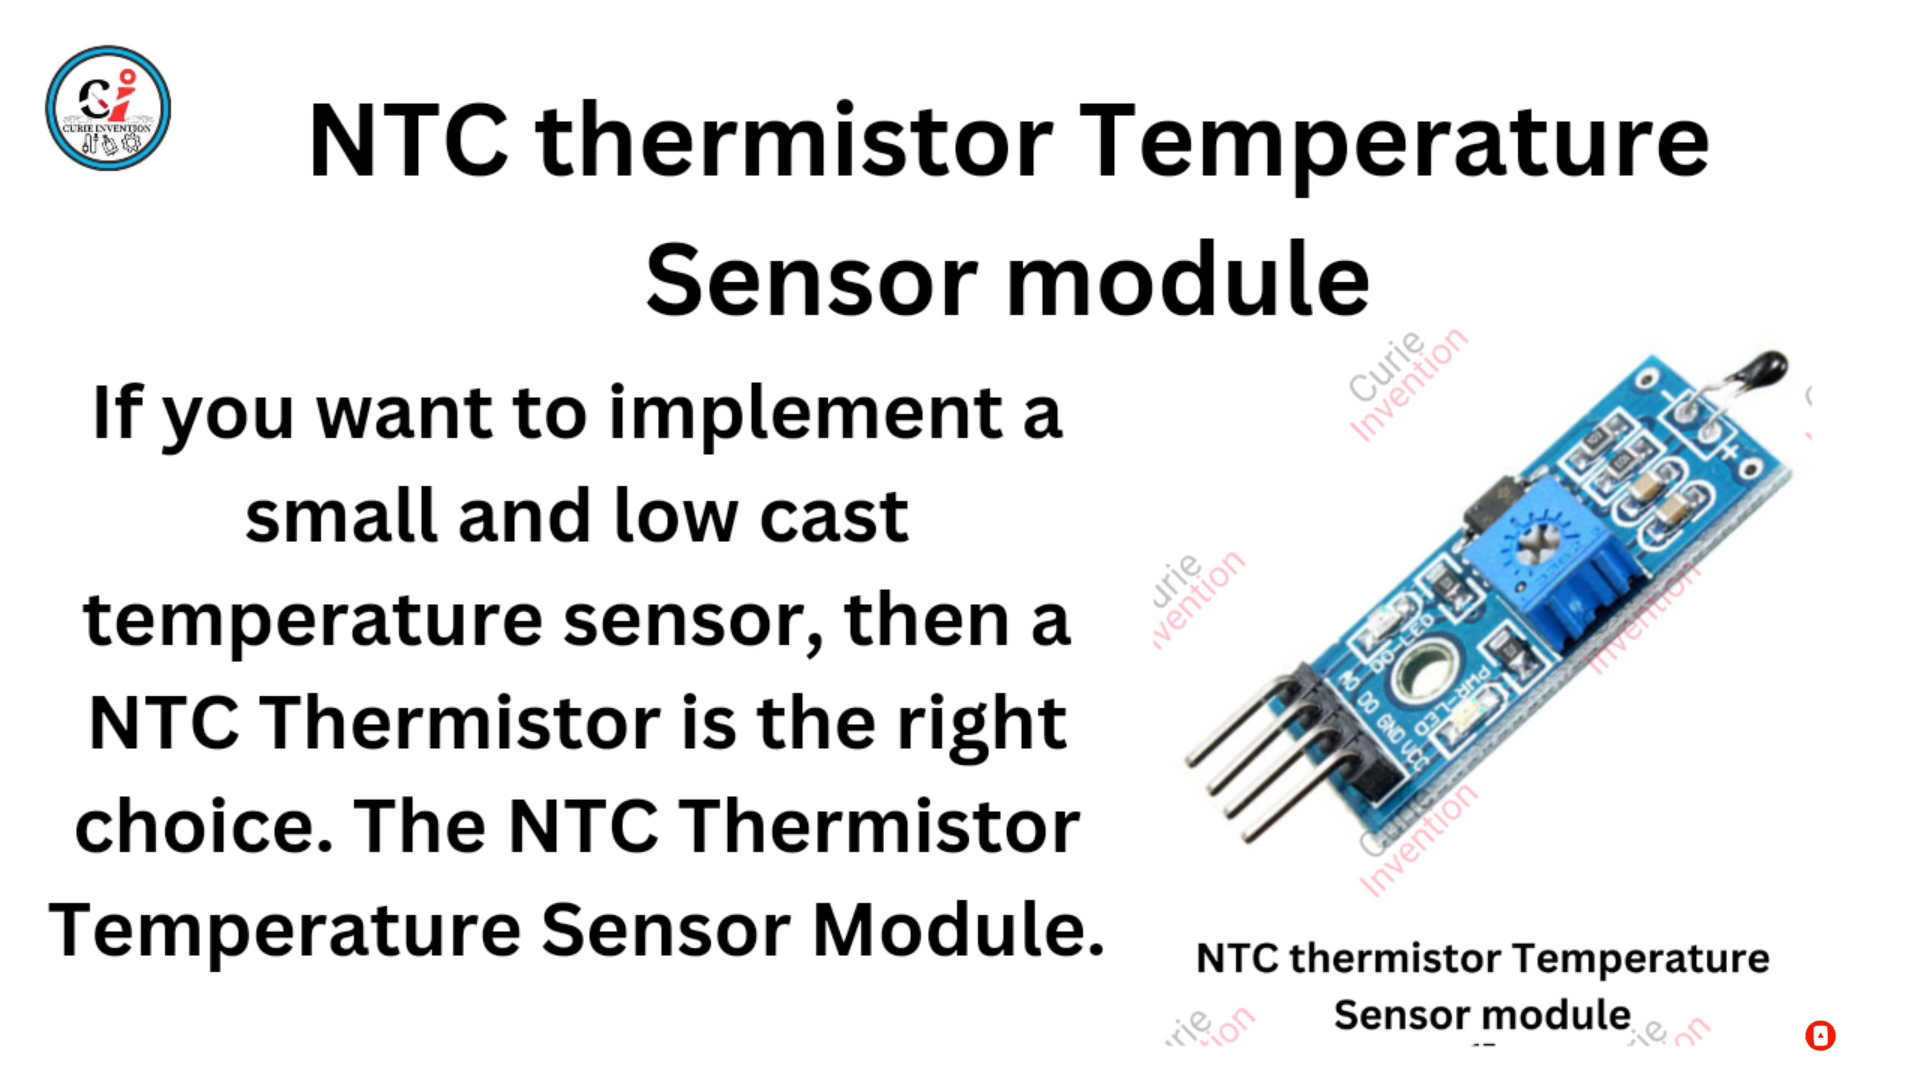 CURIE INVENTION
NTC thermistor Temperature
Sensor module
If you want to implement a
small and low cast
temperature sensor, then a
NTC Thermistor is the right
choice. The NTC Thermistor
Temperature Sensor Module.
Curie
Invention
Invention
DO-LED
PWR-LED
AO DO GND VCC
Curie
Invention
NTC thermistor Temperature
Sensor module